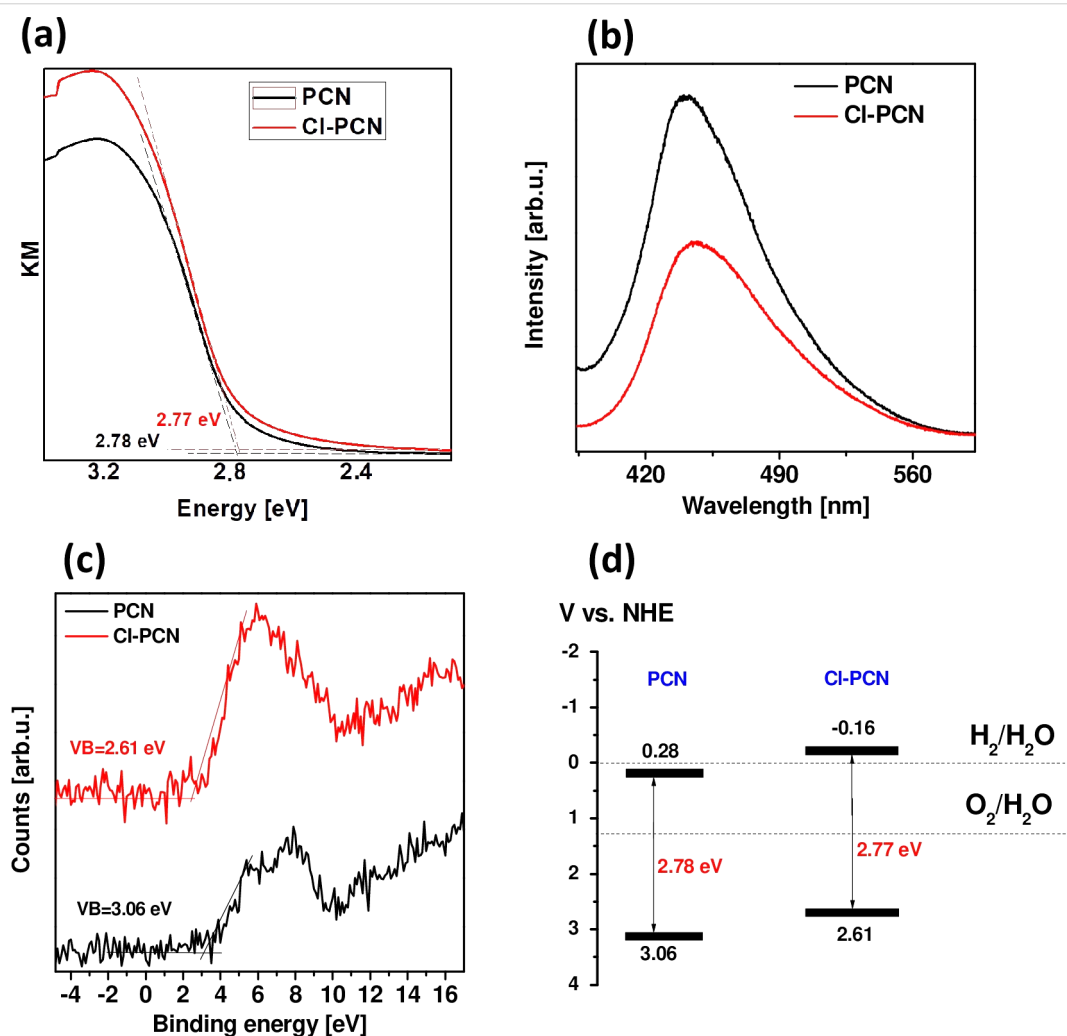 (a)
PCN
Cl-PCN
2.77 eV
2.78 eV
KM
3.2 2.8 2.4
Energy [eV]
(b)
PCN
Cl-PCN
Intensity [arb.u.]
420 490 560
Wavelength [nm]
(c)
PCN
Cl-PCN
VB=2.61 eV
VB=3.06 eV
Counts [arb.u.]
-4 -2 0 2 4 6 8 10 12 14 16
Binding energy [eV]
(d)
V vs. NHE
-2
-1
0
1
2
3
4
PCN
Cl-PCN
0.28
-0.16
H₂/H₂O
O₂/H₂O
2.78 eV
2.77 eV
3.06
2.61